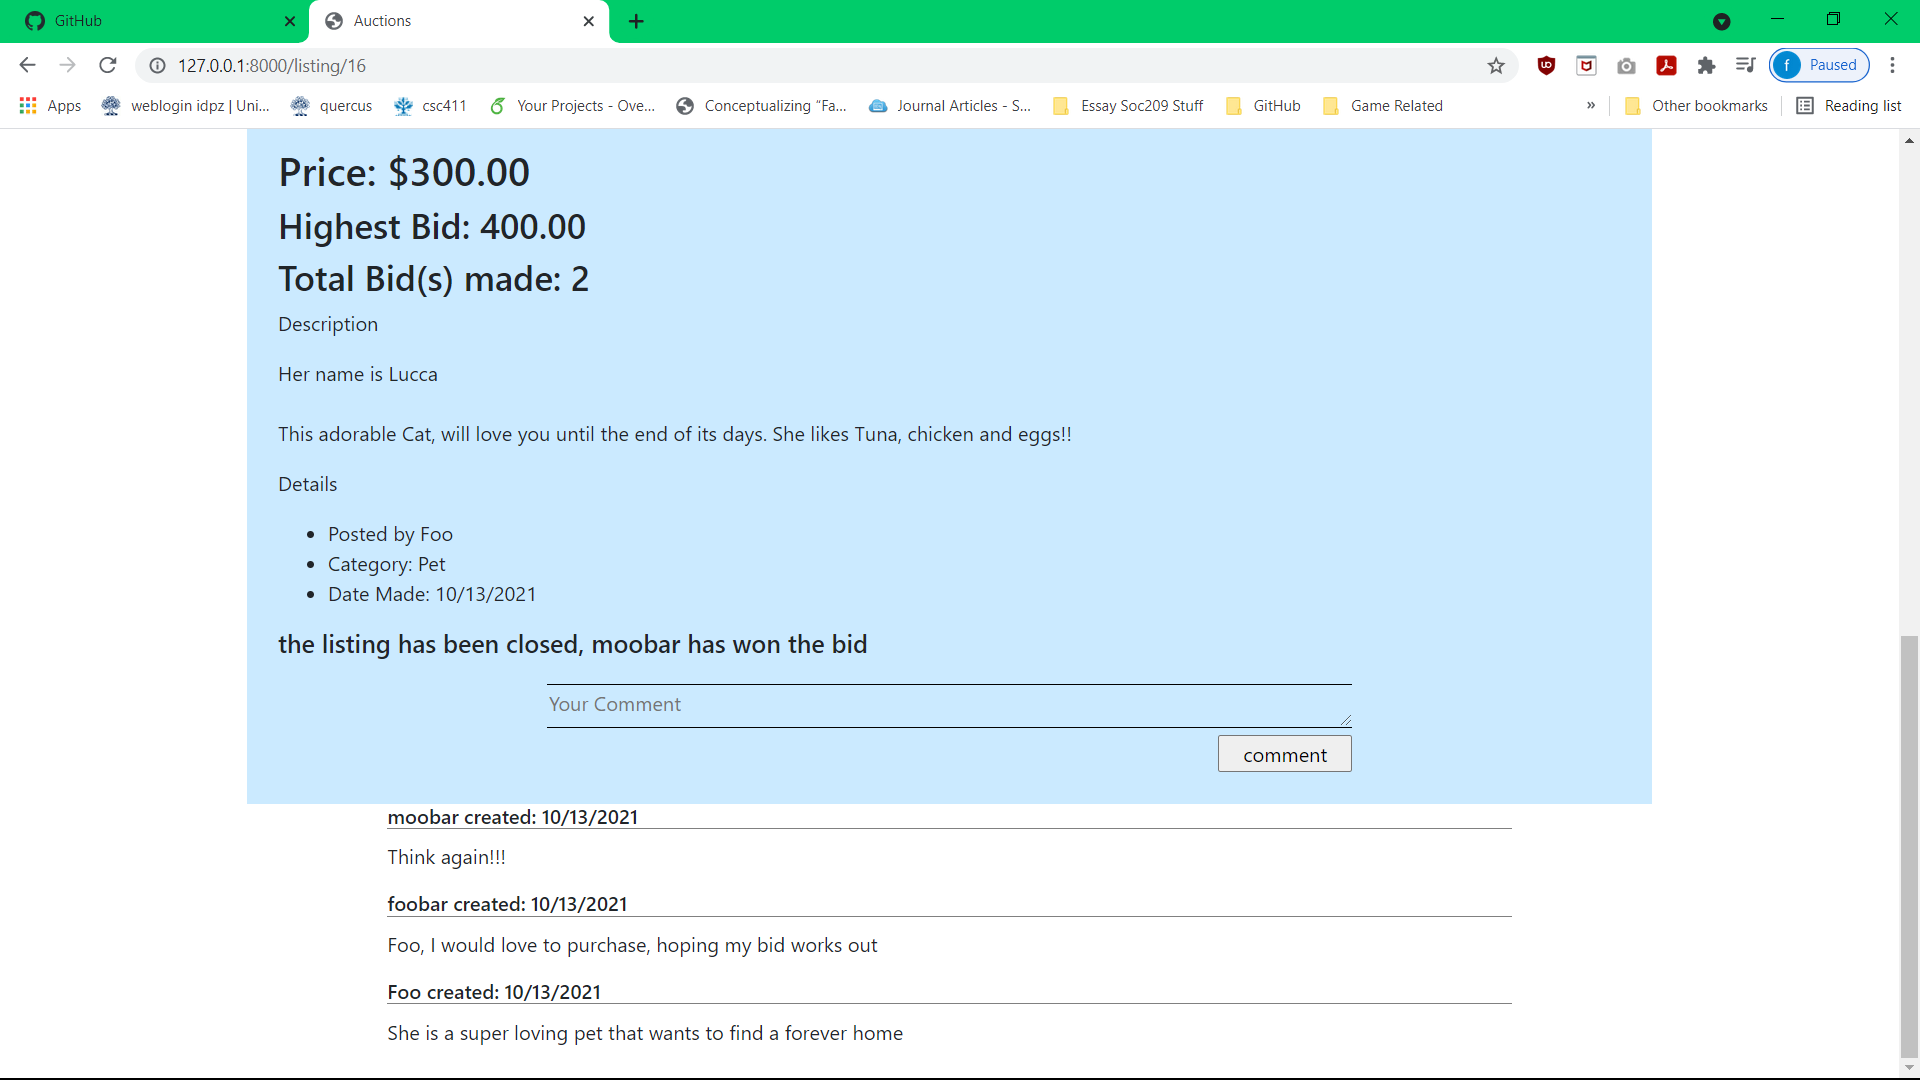 GitHub
Auctions
127.0.0.1:8000/listing/16
Paused
Apps
weblogin idpz | Uni...
quercus
csc411
Your Projects - Ove...
Conceptualizing “Fa...
Journal Articles - S...
Essay Soc209 Stuff
GitHub
Game Related
»
Other bookmarks
Reading list
Price: $300.00
Highest Bid: 400.00
Total Bid(s) made: 2
Description
Her name is Lucca
This adorable Cat, will love you until the end of its days. She likes Tuna, chicken and eggs!!
Details
• Posted by Foo
• Category: Pet
• Date Made: 10/13/2021
the listing has been closed, moobar has won the bid
Your Comment
comment
moobar created: 10/13/2021
Think again!!!
foobar created: 10/13/2021
Foo, I would love to purchase, hoping my bid works out
Foo created: 10/13/2021
She is a super loving pet that wants to find a forever home